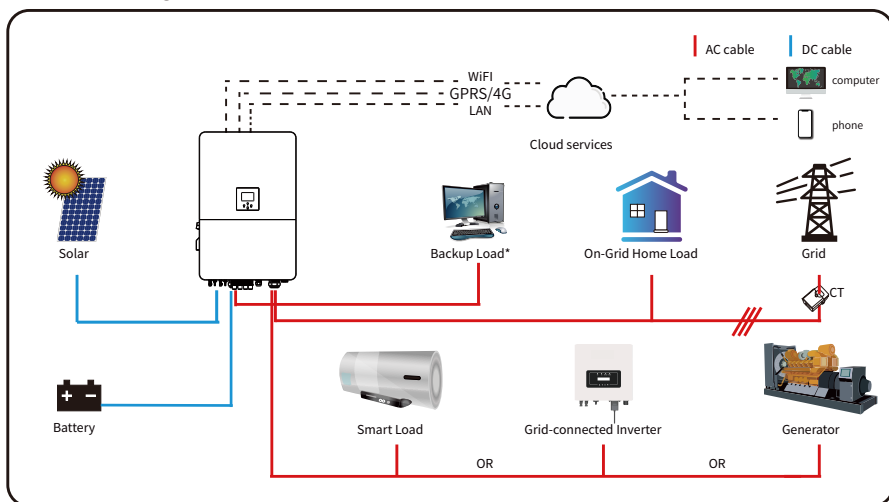 AC cable
DC cable
WiFI
GPRS/4G
LAN
computer
phone
Cloud services
Solar
Backup Load*
On-Grid Home Load
Grid
CT
Battery
Smart Load
Grid-connected Inverter
Generator
OR
OR